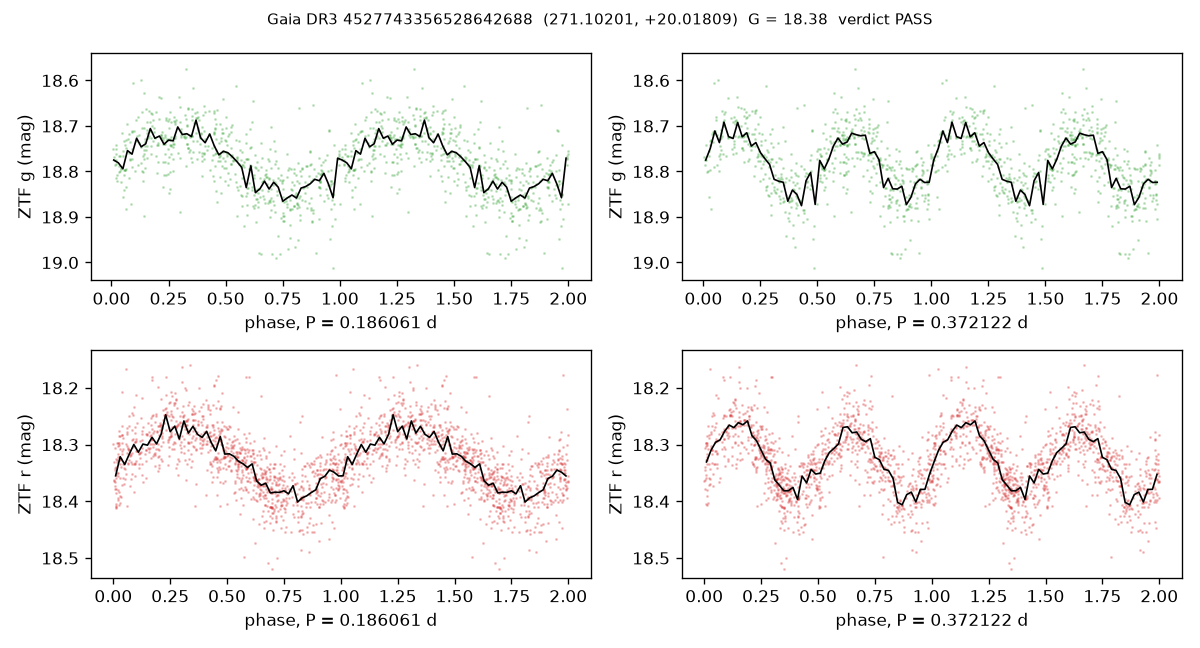 Gaia DR3 4527743356528642688 (271.10201, +20.01809) G = 18.38 verdict PASS
ZTF g (mag)
18.6
18.7
18.8
18.9
19.0
0.00 0.25 0.50 0.75 1.00 1.25 1.50 1.75 2.00
phase, P = 0.186061 d
ZTF g (mag)
18.6
18.7
18.8
18.9
19.0
0.00 0.25 0.50 0.75 1.00 1.25 1.50 1.75 2.00
phase, P = 0.372122 d
ZTF r (mag)
18.2
18.3
18.4
18.5
0.00 0.25 0.50 0.75 1.00 1.25 1.50 1.75 2.00
phase, P = 0.186061 d
ZTF r (mag)
18.2
18.3
18.4
18.5
0.00 0.25 0.50 0.75 1.00 1.25 1.50 1.75 2.00
phase, P = 0.372122 d